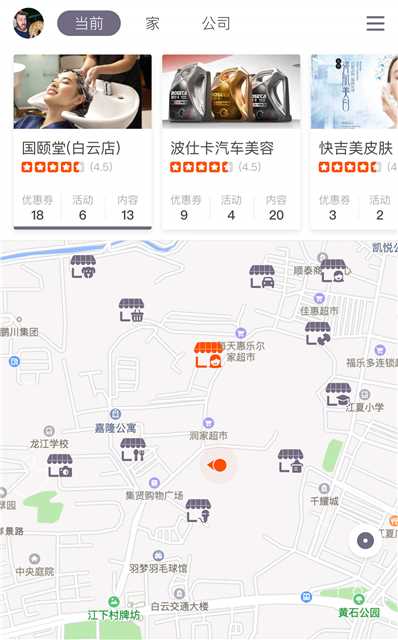 当前
家
公司
国颐堂(白云店)
(4.5)
优惠券
活动
内容
18
6
13
波仕卡汽车美容
(4.5)
优惠券
活动
内容
9
4
20
快吉美皮肤
(4.
优惠券
活动
3
2
凯悦公
顺泰商
佳惠超市
鹏川集团
每天惠乐尔
家超市
福乐多连锁超
江夏小学
嘉隆公寓
润家超市
龙江学校
集贤购物广场
千耀城
江夏
景路
羽梦羽毛球馆
中央庭院
白云交通大楼
江下村牌坊
黄石公园